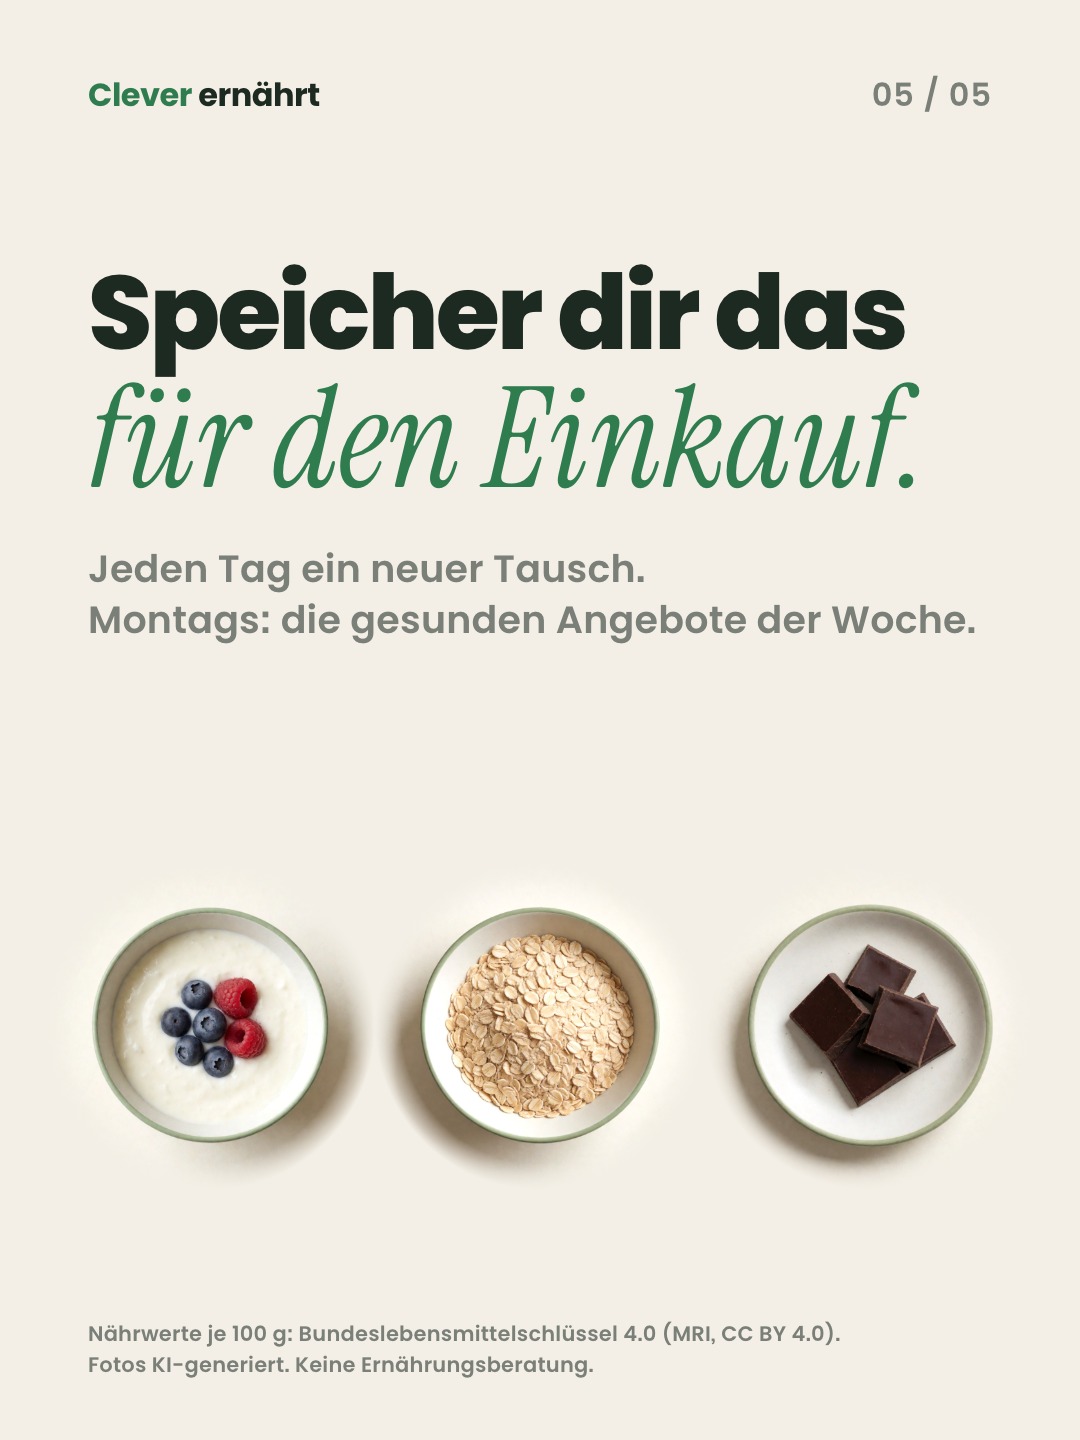 Clever ernährt
05 / 05
Speicher dir das
für den Einkauf.
Jeden Tag ein neuer Tausch.
Montags: die gesunden Angebote der Woche.
Nährwerte je 100 g: Bundeslebensmittelschlüssel 4.0 (MRI, CC BY 4.0).
Fotos KI-generiert. Keine Ernährungsberatung.